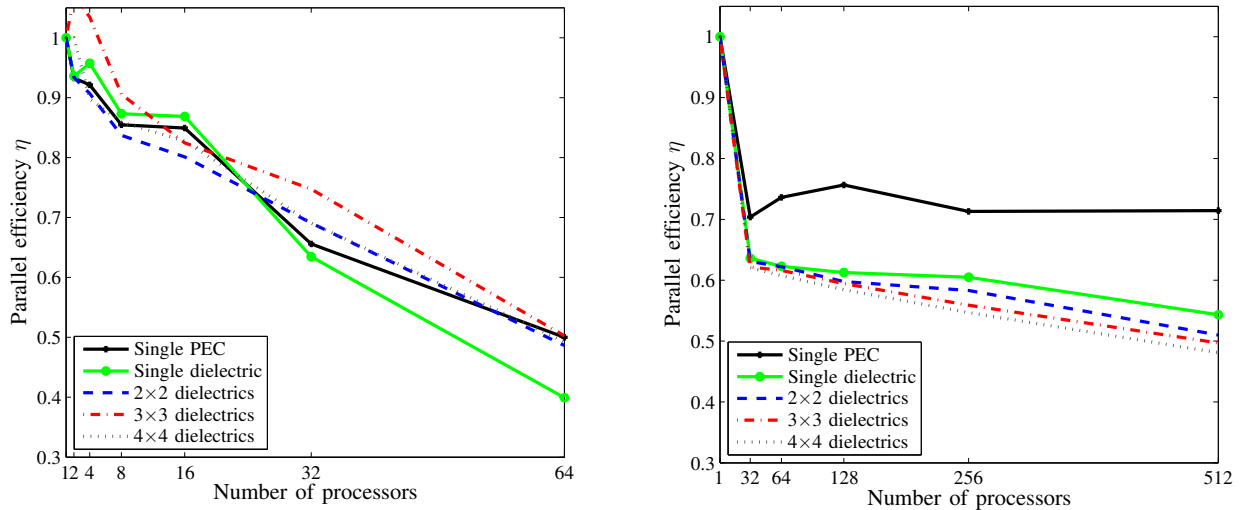 Parallel efficiency η
1
0.9
0.8
0.7
0.6
0.5
0.4
0.3
Single PEC
Single dielectric
2×2 dielectrics
3×3 dielectrics
4×4 dielectrics
1 2 4 8 16 32 64
Number of processors
Parallel efficiency η
1
0.9
0.8
0.7
0.6
0.5
0.4
0.3
Single PEC
Single dielectric
2×2 dielectrics
3×3 dielectrics
4×4 dielectrics
1 32 64 128 256 512
Number of processors